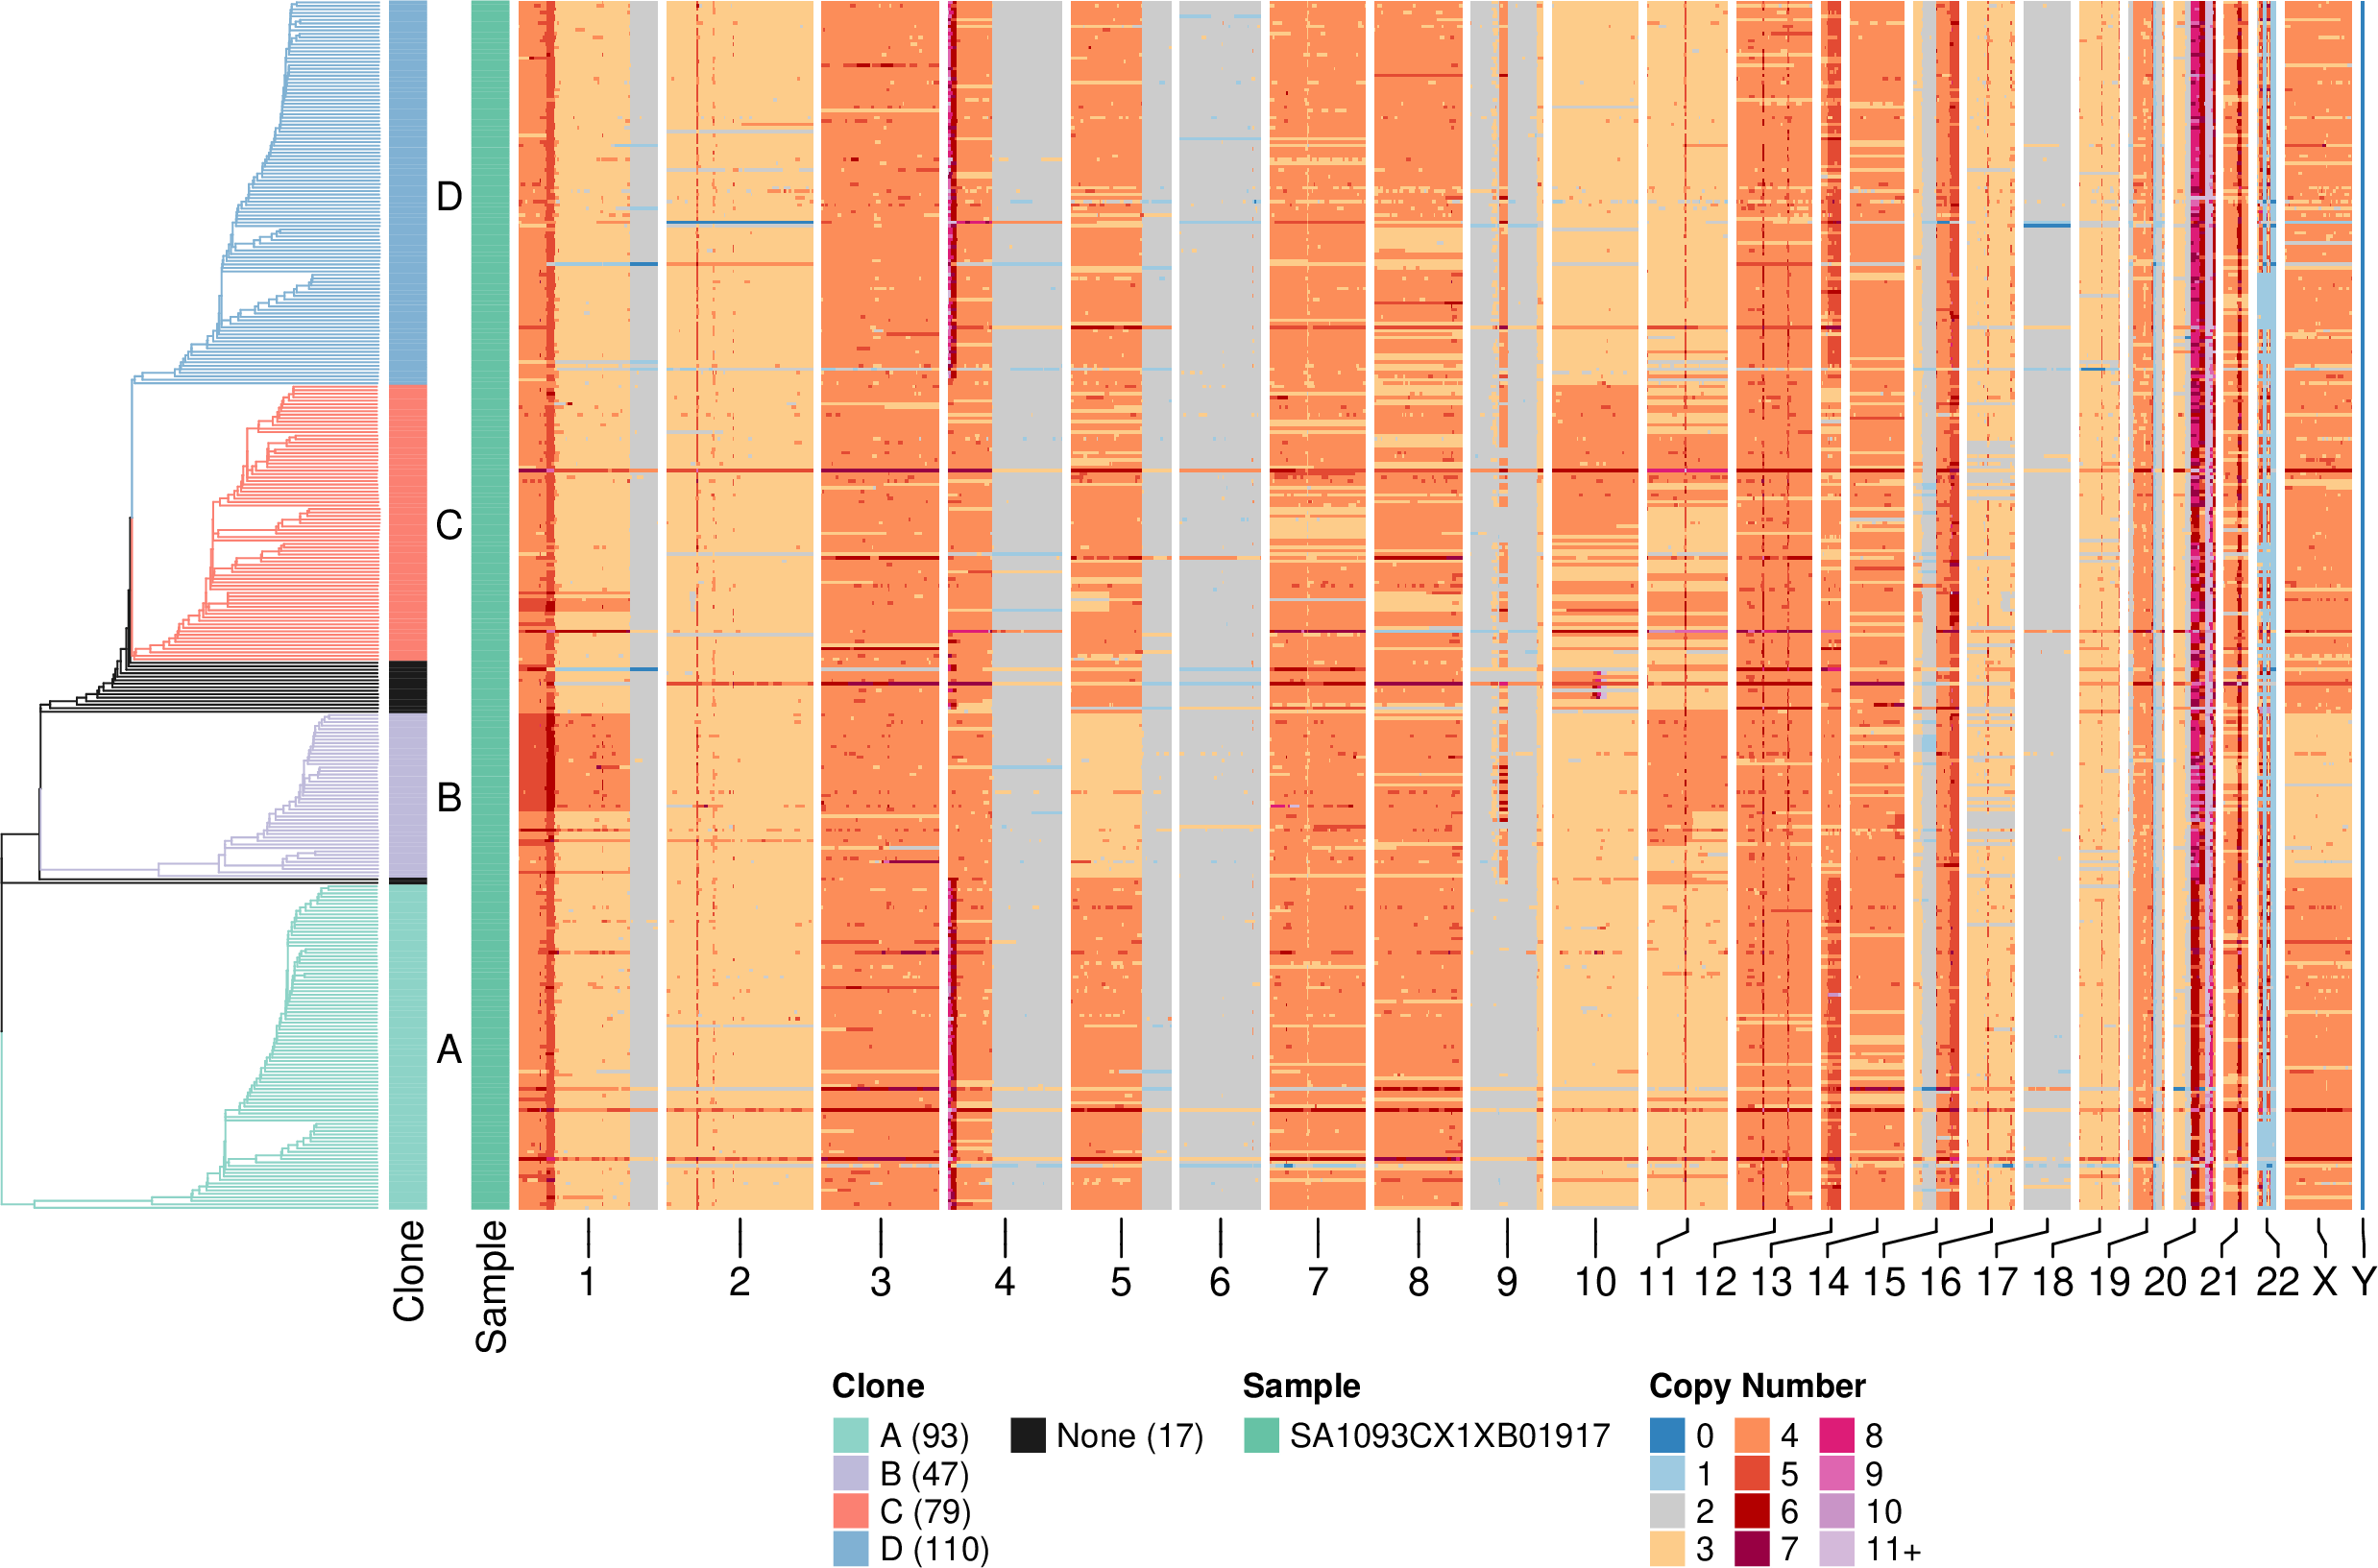 D
C
B
A
Clone
Sample
1 2 3 4 5 6 7 8 9 10 11 12 13 14 15 16 17 18 19 20 21 22 X Y
Clone Sample Copy Number
A (93) None (17) SA1093CX1XB01917 0 4 8
B (47) 1 5 9
C (79) 2 6 10
D (110) 3 7 11+